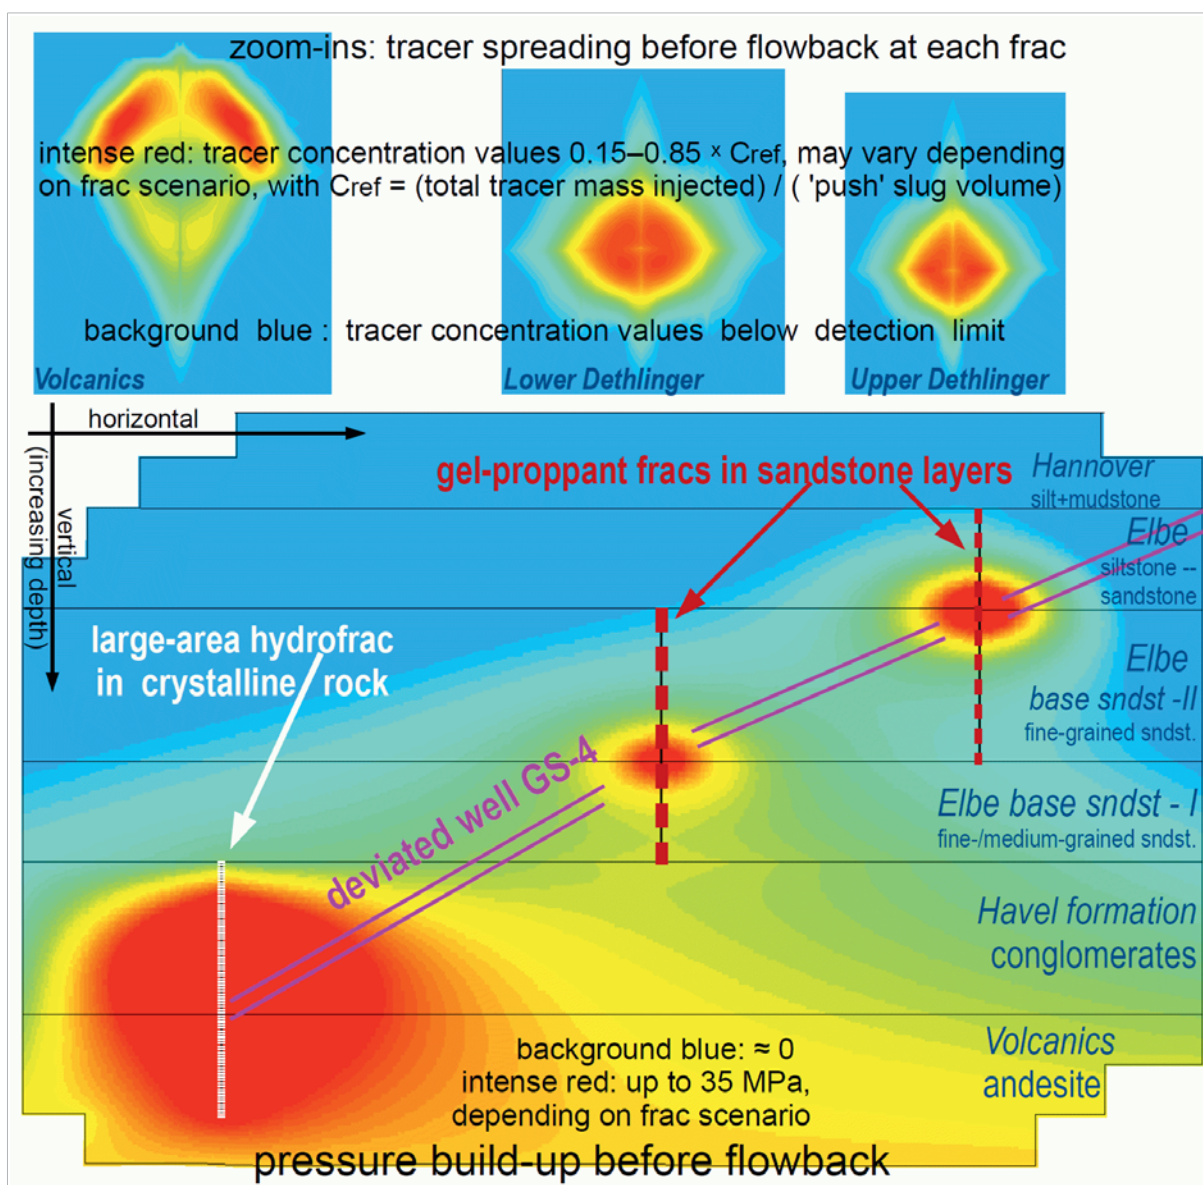 zoom-ins: tracer spreading before flowback at each frac
intense red: tracer concentration values 0.15–0.85 x Cref, may vary depending
on frac scenario, with Cref = (total tracer mass injected) / ( 'push' slug volume)
background blue : tracer concentration values below detection limit
Volcanics
Lower Dethlinger
Upper Dethlinger
horizontal
vertical
(increasing depth)
gel-proppant fracs in sandstone layers
Hannover
silt+mudstone
Elbe
siltstone --
sandstone
large-area hydrofrac
in crystalline rock
Elbe
base sndst -II
fine-grained sndst.
deviated well GS-4
Elbe base sndst - I
fine-/medium-grained sndst.
Havel formation
conglomerates
Volcanics
andesite
background blue: ≈ 0
intense red: up to 35 MPa,
depending on frac scenario
pressure build-up before flowback